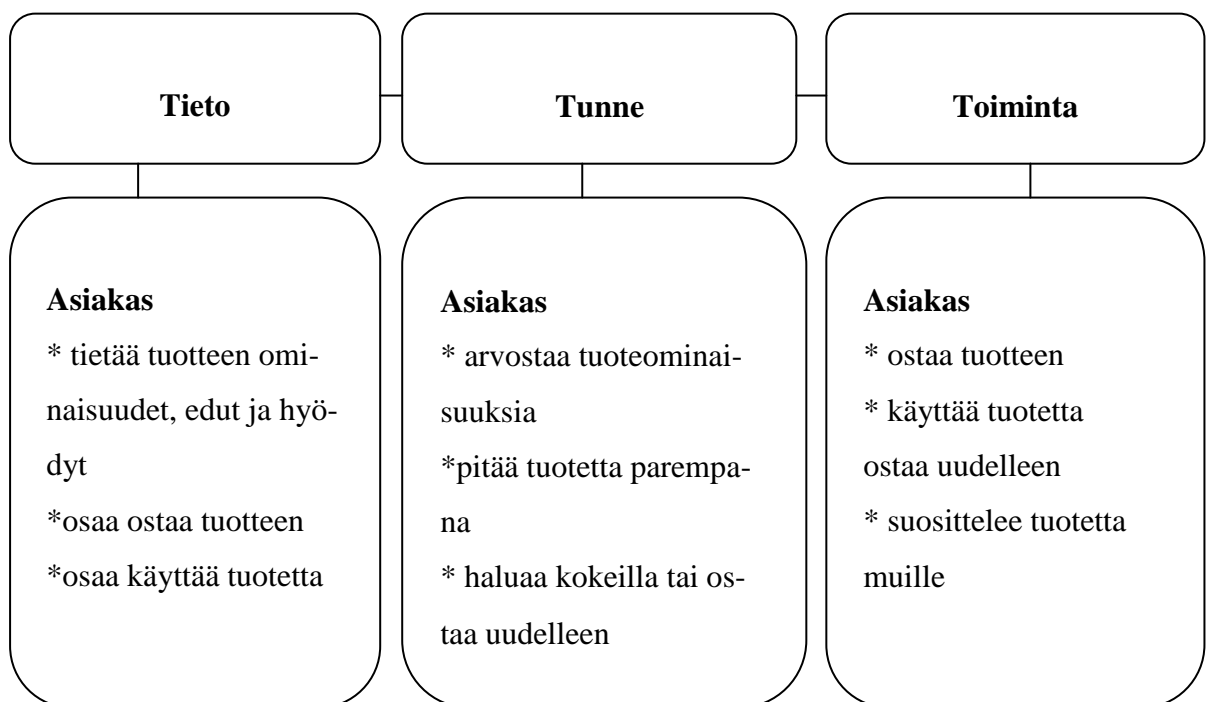 Tieto
Tunne
Toiminta
Asiakas
* tietää tuotteen omi-
naisuudet, edut ja hyö-
dyt
*osaa ostaa tuotteen
*osaa käyttää tuotetta
Asiakas
* arvostaa tuoteominai-
suuksia
*pitää tuotetta parempa-
na
* haluaa kokeilla tai os-
taa uudelleen
Asiakas
* ostaa tuotteen
* käyttää tuotetta
ostaa uudelleen
* suosittelee tuotetta
muille